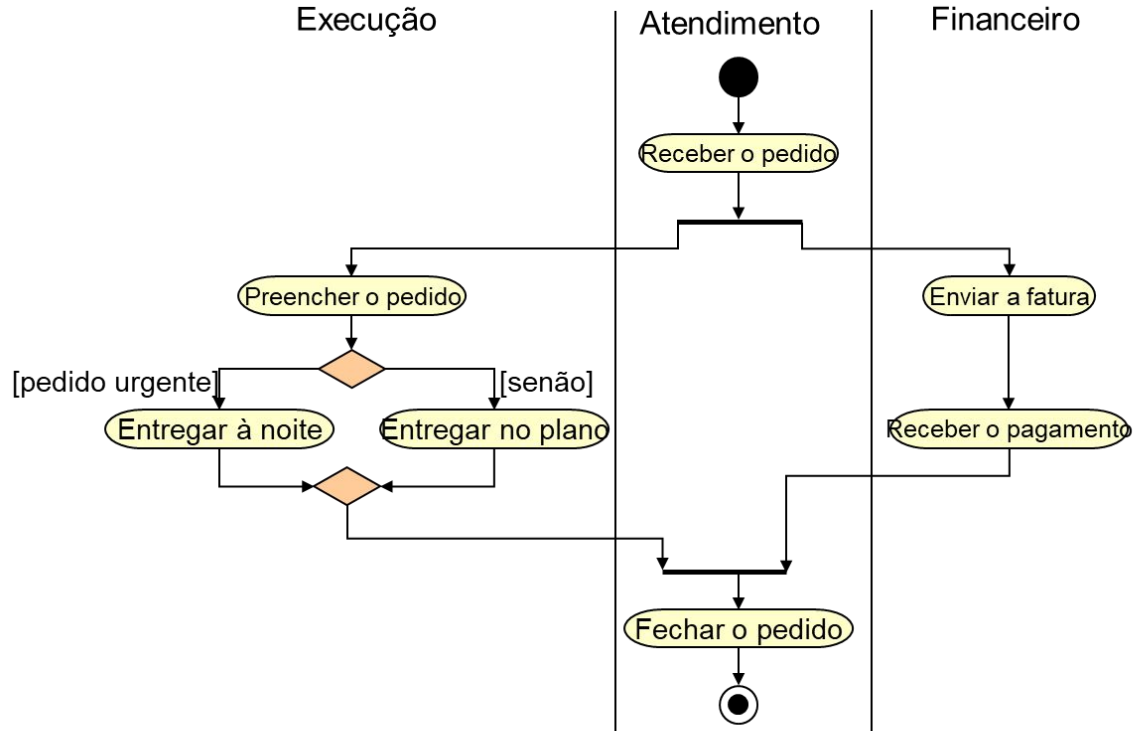 Execução
Atendimento
Financeiro
Receber o pedido
Preencher o pedido
Enviar a fatura
[pedido urgente]
[senão]
Entregar à noite
Entregar no plano
Receber o pagamento
Fechar o pedido